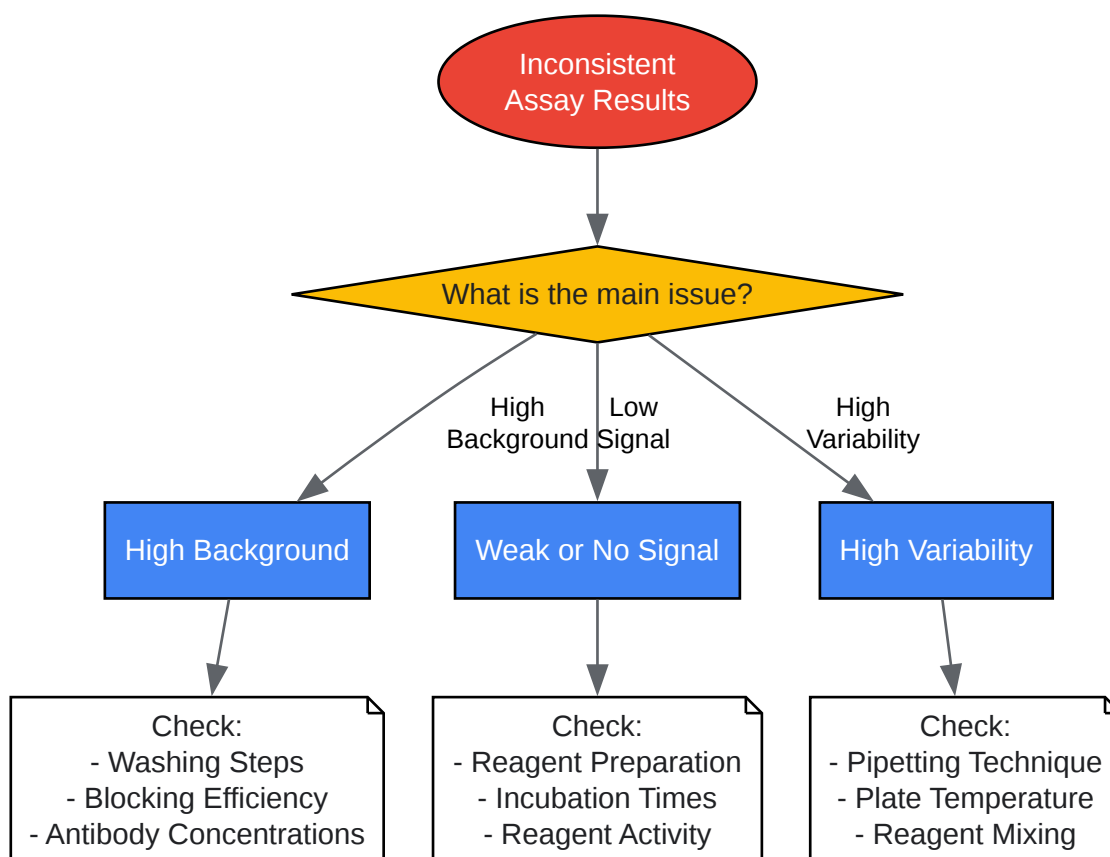 Inconsistent
Assay Results
What is the main issue?
High
Background
Low
Signal
High
Variability
High Background
Weak or No Signal
High Variability
Check:
- Washing Steps
- Blocking Efficiency
- Antibody Concentrations
Check:
- Reagent Preparation
- Incubation Times
- Reagent Activity
Check:
- Pipetting Technique
- Plate Temperature
- Reagent Mixing